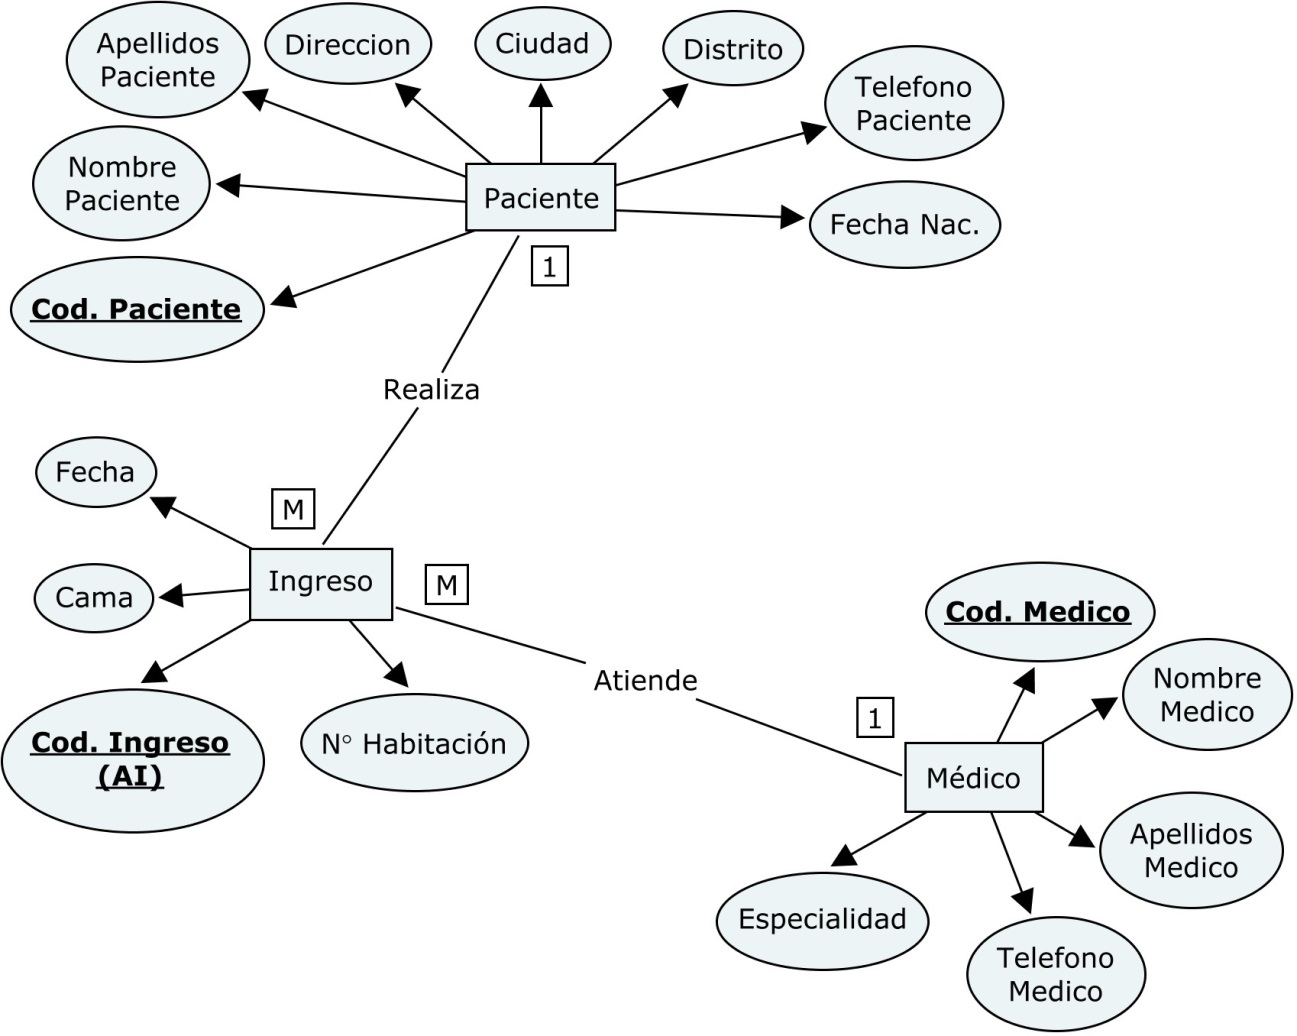 Apellidos
Paciente
Direccion
Ciudad
Distrito
Telefono
Paciente
Nombre
Paciente
Paciente
Fecha Nac.
1
Cod. Paciente
Realiza
Fecha
M
Ingreso
M
Cama
Cod. Medico
Atiende
Nombre
Medico
1
Cod. Ingreso
(AI)
N° Habitación
Médico
Apellidos
Medico
Especialidad
Telefono
Medico